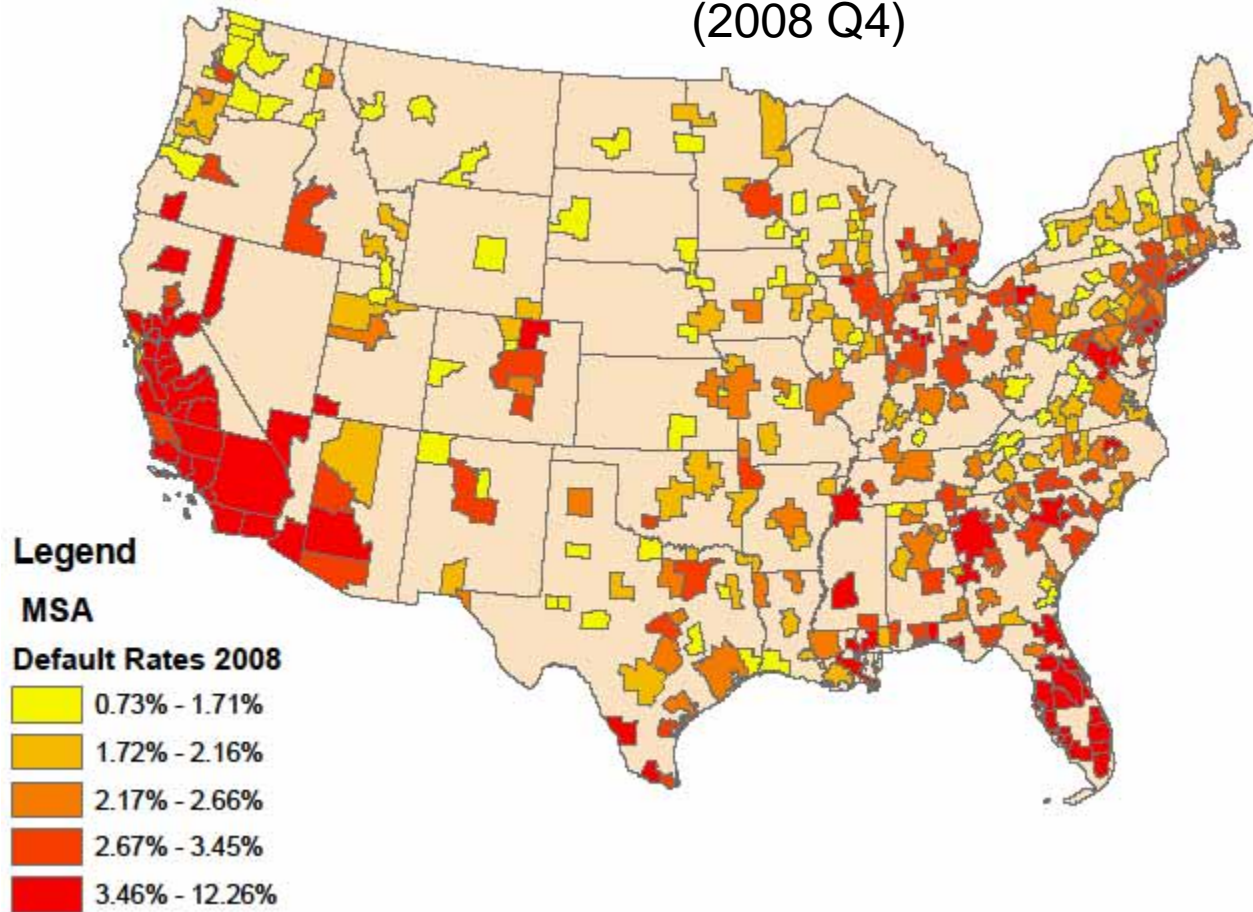 (2008 Q4)
Legend
MSA
Default Rates 2008
0.73% - 1.71%
1.72% - 2.16%
2.17% - 2.66%
2.67% - 3.45%
3.46% - 12.26%